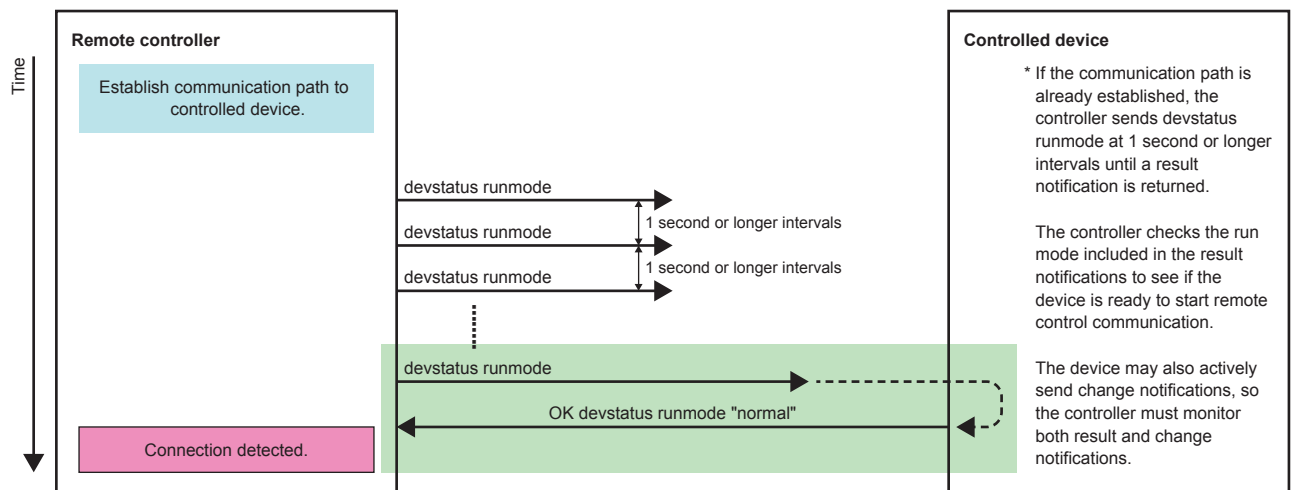 Time
Remote controller
Establish communication path to
controlled device.
devstatus runmode
1 second or longer intervals
devstatus runmode
1 second or longer intervals
devstatus runmode
devstatus runmode
OK devstatus runmode "normal"
Connection detected.
Controlled device
* If the communication path is
already established, the
controller sends devstatus
runmode at 1 second or longer
intervals until a result
notification is returned.
The controller checks the run
mode included in the result
notifications to see if the
device is ready to start remote
control communication.
The device may also actively
send change notifications, so
the controller must monitor
both result and change
notifications.